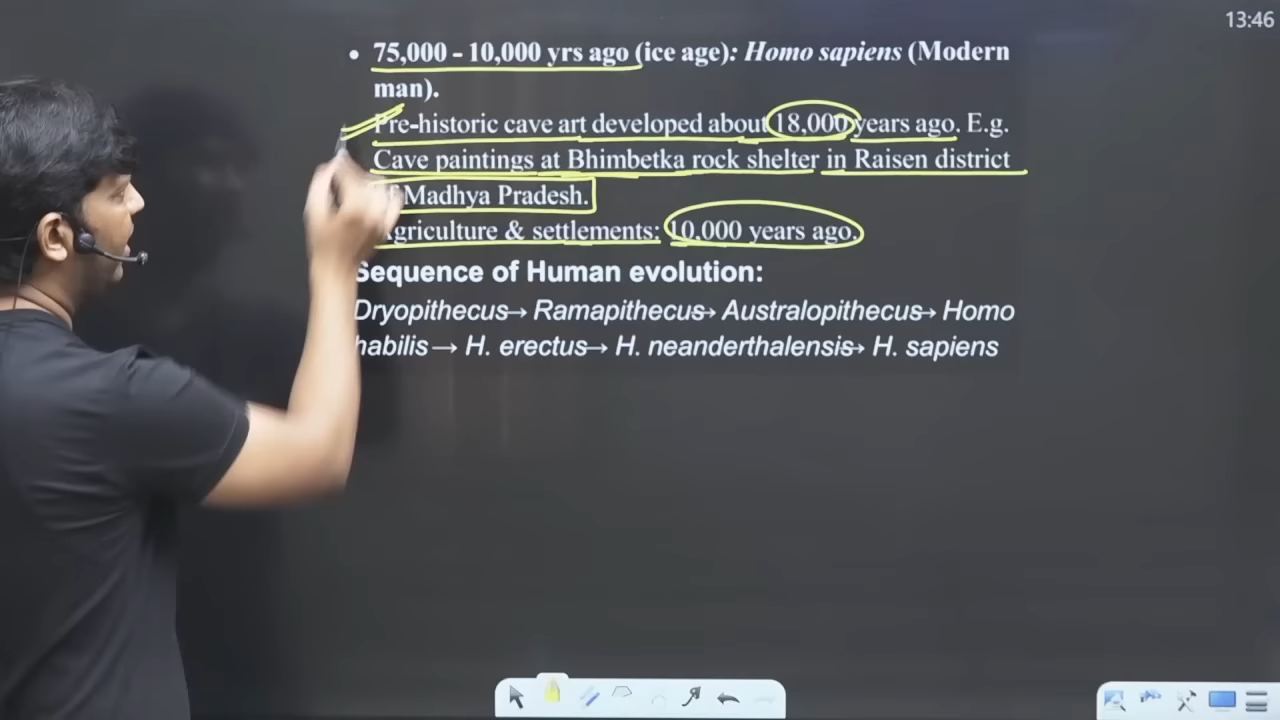 13:46
• 75,000 - 10,000 yrs ago (ice age): Homo sapiens (Modern
man).
Pre-historic cave art developed about 18,000 years ago. E.g.
Cave paintings at Bhimbetka rock shelter in Raisen district
Madhya Pradesh.
Agriculture & settlements: 10,000 years ago.
Sequence of Human evolution:
Dryopithecus→ Ramapithecus→ Australopithecus→ Homo
habilis→ H. erectus→ H. neanderthalensis→ H. sapiens